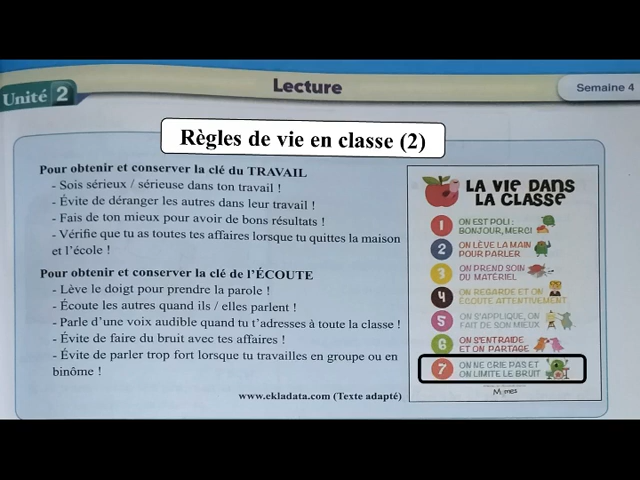 Unité 2
Lecture
Semaine 4
Règles de vie en classe (2)
Pour obtenir et conserver la clé du TRAVAIL
- Sois sérieux / sérieuse dans ton travail !
- Évite de déranger les autres dans leur travail !
- Fais de ton mieux pour avoir de bons résultats !
- Vérifie que tu as toutes tes affaires lorsque tu quittes la maison
et l'école !
Pour obtenir et conserver la clé de l'ÉCOUTE
- Lève le doigt pour prendre la parole !
- Écoute les autres quand ils / elles parlent !
- Parle d'une voix audible quand tu t'adresses à toute la classe !
- Évite de faire du bruit avec tes affaires !
- Évite de parler trop fort lorsque tu travailles en groupe ou en
binôme !
www.ekladata.com (Texte adapté)
LA VIE DANS
LA CLASSE
1 ON EST POLI :
BONJOUR, MERCI
2 ON LÈVE LA MAIN
POUR PARLER
3 ON PREND SOIN
DU MATÉRIEL
4 ON REGARDE ET ON
ÉCOUTE ATTENTIVEMENT
5 ON S'APPLIQUE, ON
FAIT DE SON MIEUX
6 ON S'ENTRAIDE
ET ON PARTAGE
7 ON NE CRIE PAS ET
ON LIMITE LE BRUIT
Mômes